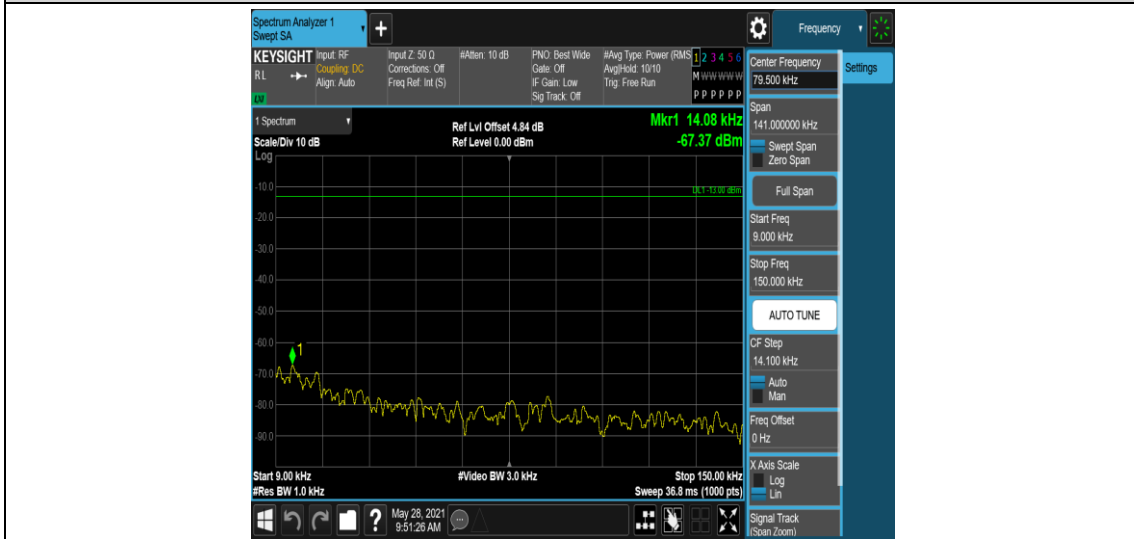 Spectrum Analyzer 1
Swept SA
+
Frequency
KEYSIGHT
RL
Input: RF
Coupling: DC
Align: Auto
Input Z: 50 Ω
Corrections: Off
Freq Ref: Int (S)
#Atten: 10 dB
PNO: Best Wide
Gate: Off
IF Gain: Low
Sig Track: Off
#Avg Type: Power (RMS
Avg|Hold: 10/10
Trig: Free Run
1 2 3 4 5 6
M W W W W W
P P P P P P
1 Spectrum
Scale/Div 10 dB
Log
Ref Lvl Offset 4.84 dB
Ref Level 0.00 dBm
Mkr1 14.08 kHz
-67.37 dBm
DL1 -13.00 dBm
-10.0
-20.0
-30.0
-40.0
-50.0
-60.0
-70.0
-80.0
-90.0
1
Start 9.00 kHz
#Res BW 1.0 kHz
#Video BW 3.0 kHz
Stop 150.00 kHz
Sweep 36.8 ms (1000 pts)
Center Frequency
79.500 kHz
Settings
Span
141.000000 kHz
Swept Span
Zero Span
Full Span
Start Freq
9.000 kHz
Stop Freq
150.000 kHz
AUTO TUNE
CF Step
14.100 kHz
Auto
Man
Freq Offset
0 Hz
X Axis Scale
Log
Lin
Signal Track
(Span Zoom)
?
May 28, 2021
9:51:26 AM